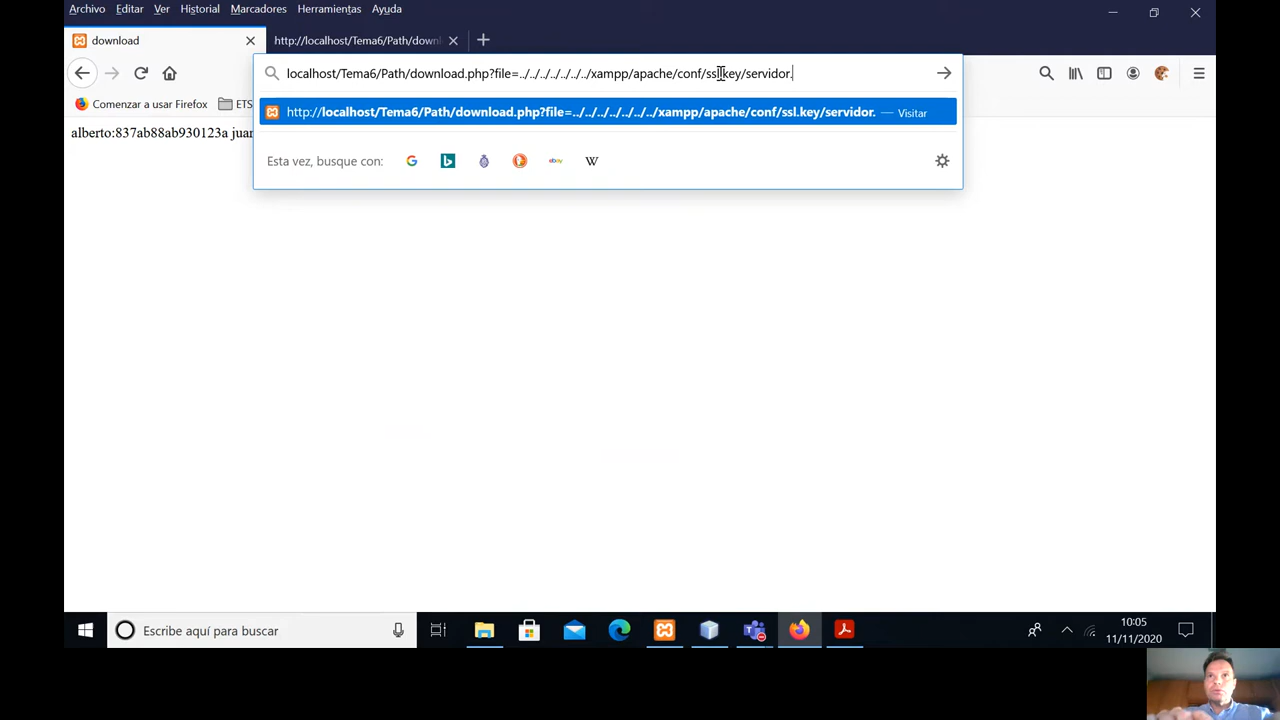 Archivo Editar Ver Historial Marcadores Herramientas Ayuda
download
http://localhost/Tema6/Path/down
localhost/Tema6/Path/download.php?file=../../../../../../../xampp/apache/conf/ssl.key/servidor.
Comenzar a usar Firefox ETS
http://localhost/Tema6/Path/download.php?file=../../../../../../../xampp/apache/conf/ssl.key/servidor. — Visitar
alberto:837ab88ab930123a juan
Esta vez, busque con: G b ebay W
Escribe aquí para buscar
10:05
11/11/2020